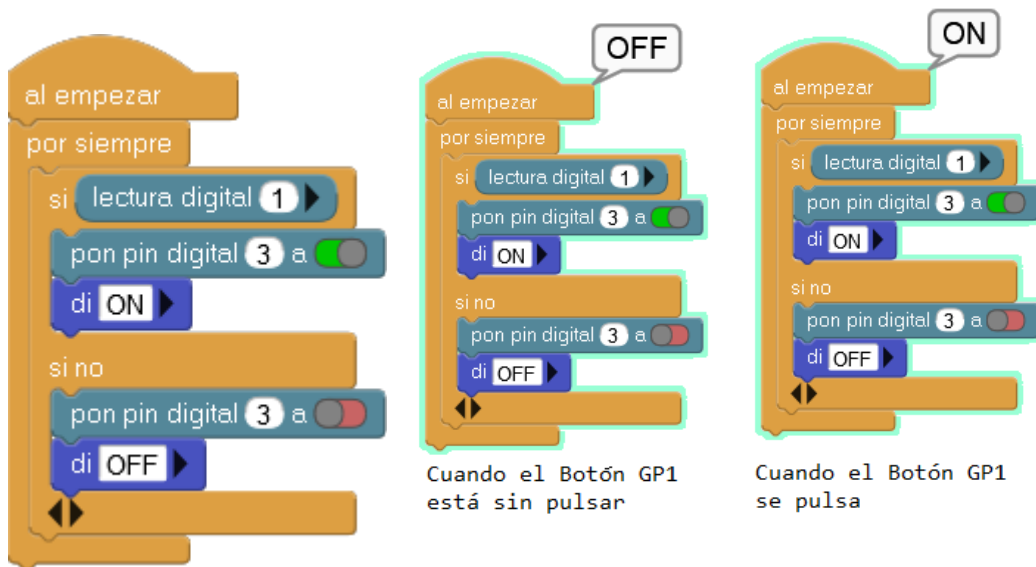 al empezar
por siempre
si lectura digital 1
pon pin digital 3 a
di ON
si no
pon pin digital 3 a
di OFF
OFF
al empezar
por siempre
si lectura digital 1
pon pin digital 3 a
di ON
si no
pon pin digital 3 a
di OFF
Cuando el Botón GP1
está sin pulsar
ON
al empezar
por siempre
si lectura digital 1
pon pin digital 3 a
di ON
si no
pon pin digital 3 a
di OFF
Cuando el Botón GP1
se pulsa